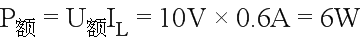 P额 = U额IL = 10V × 0.6A = 6W